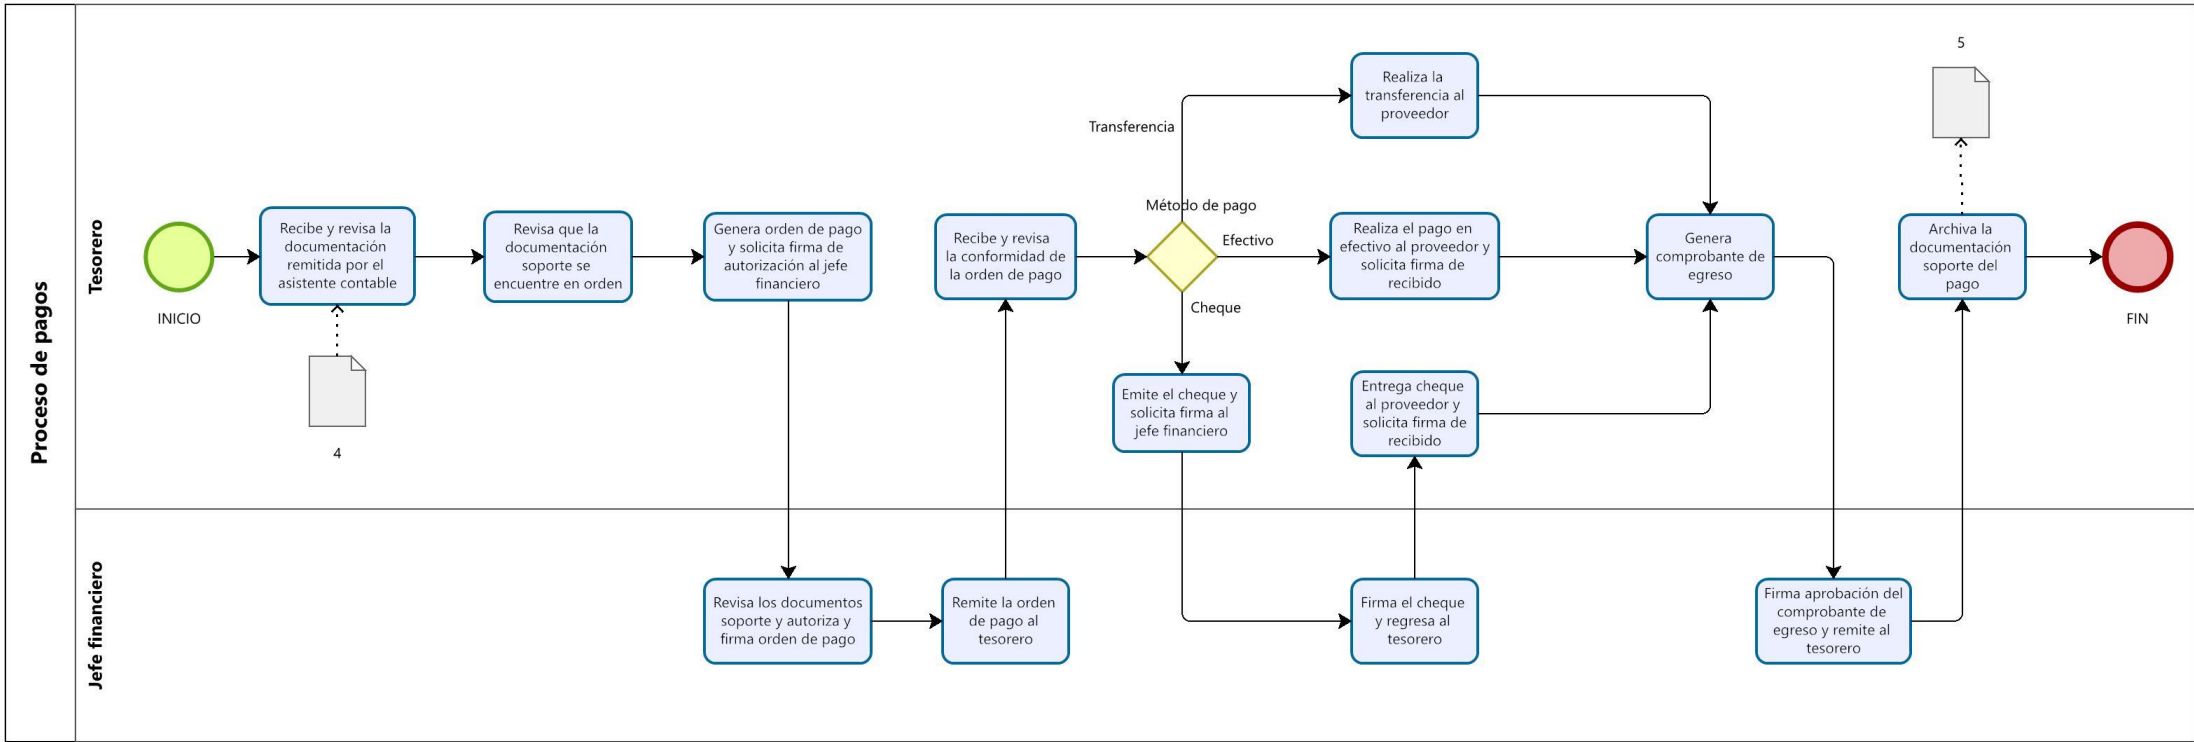 Proceso de pagos
Tesorero
INICIO
Recibe y revisa la
documentación
remitida por el
asistente contable
4
Revisa que la
documentación
soporte se
encuentre en orden
Genera orden de pago
y solicita firma de
autorización al jefe
financiero
Recibe y revisa
la conformidad de
la orden de pago
Método de pago
Transferencia
Efectivo
Cheque
Realiza la
transferencia al
proveedor
Realiza el pago en
efectivo al proveedor y
solicita firma de
recibido
Emite el cheque y
solicita firma al
jefe financiero
Entrega cheque
al proveedor y
solicita firma de
recibido
Genera
comprobante de
egreso
5
Archiva la
documentación
soporte del
pago
FIN
Jefe financiero
Revisa los documentos
soporte y autoriza y
firma orden de pago
Remite la orden
de pago al
tesorero
Firma el cheque
y regresa al
tesorero
Firma aprobación del
comprobante de
egreso y remite al
tesorero